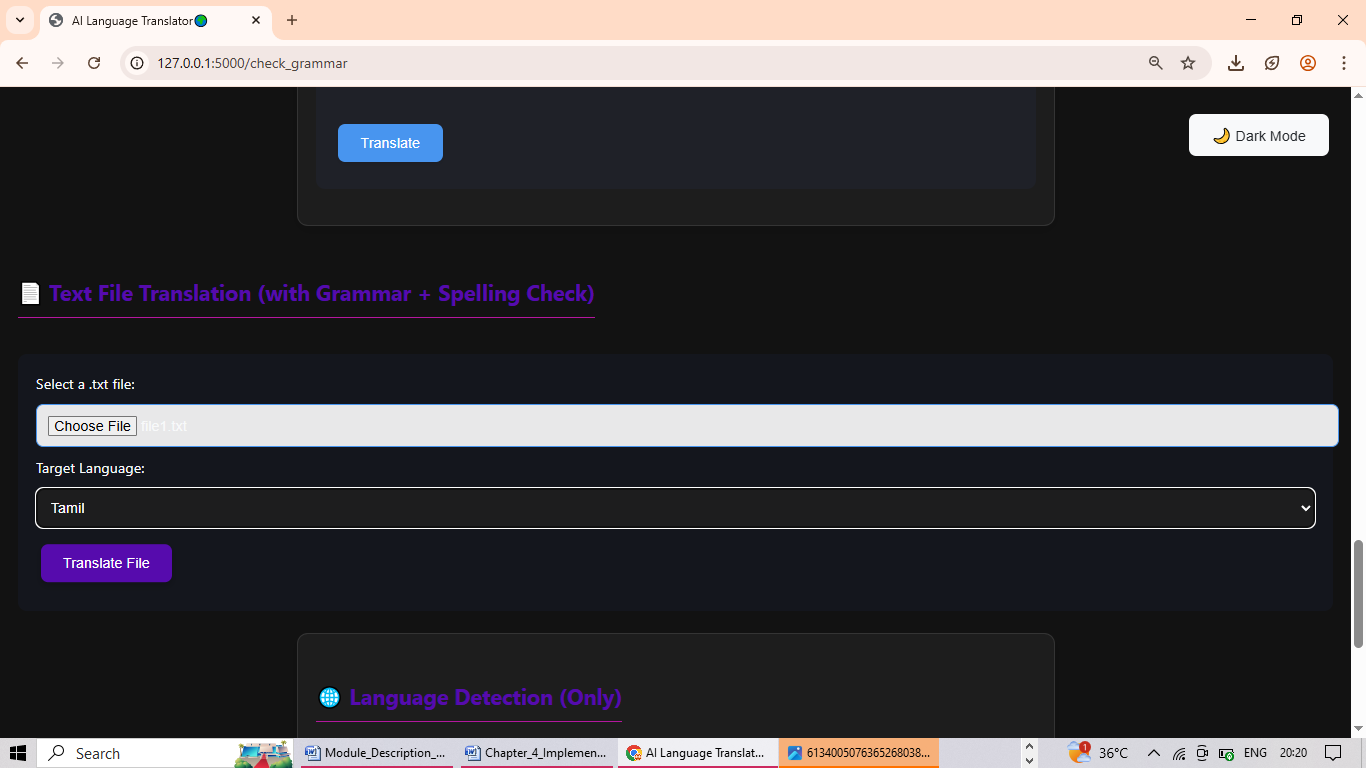 AI Language Translator
127.0.0.1:5000/check_grammar
Translate
Dark Mode
Text File Translation (with Grammar + Spelling Check)
Select a .txt file:
Choose File file1.txt
Target Language:
Tamil
Translate File
Language Detection (Only)
Search
Module_Description_...
Chapter_4_Implemen...
AI Language Translat...
6134005076365268038...
1
36°C
ENG
20:20